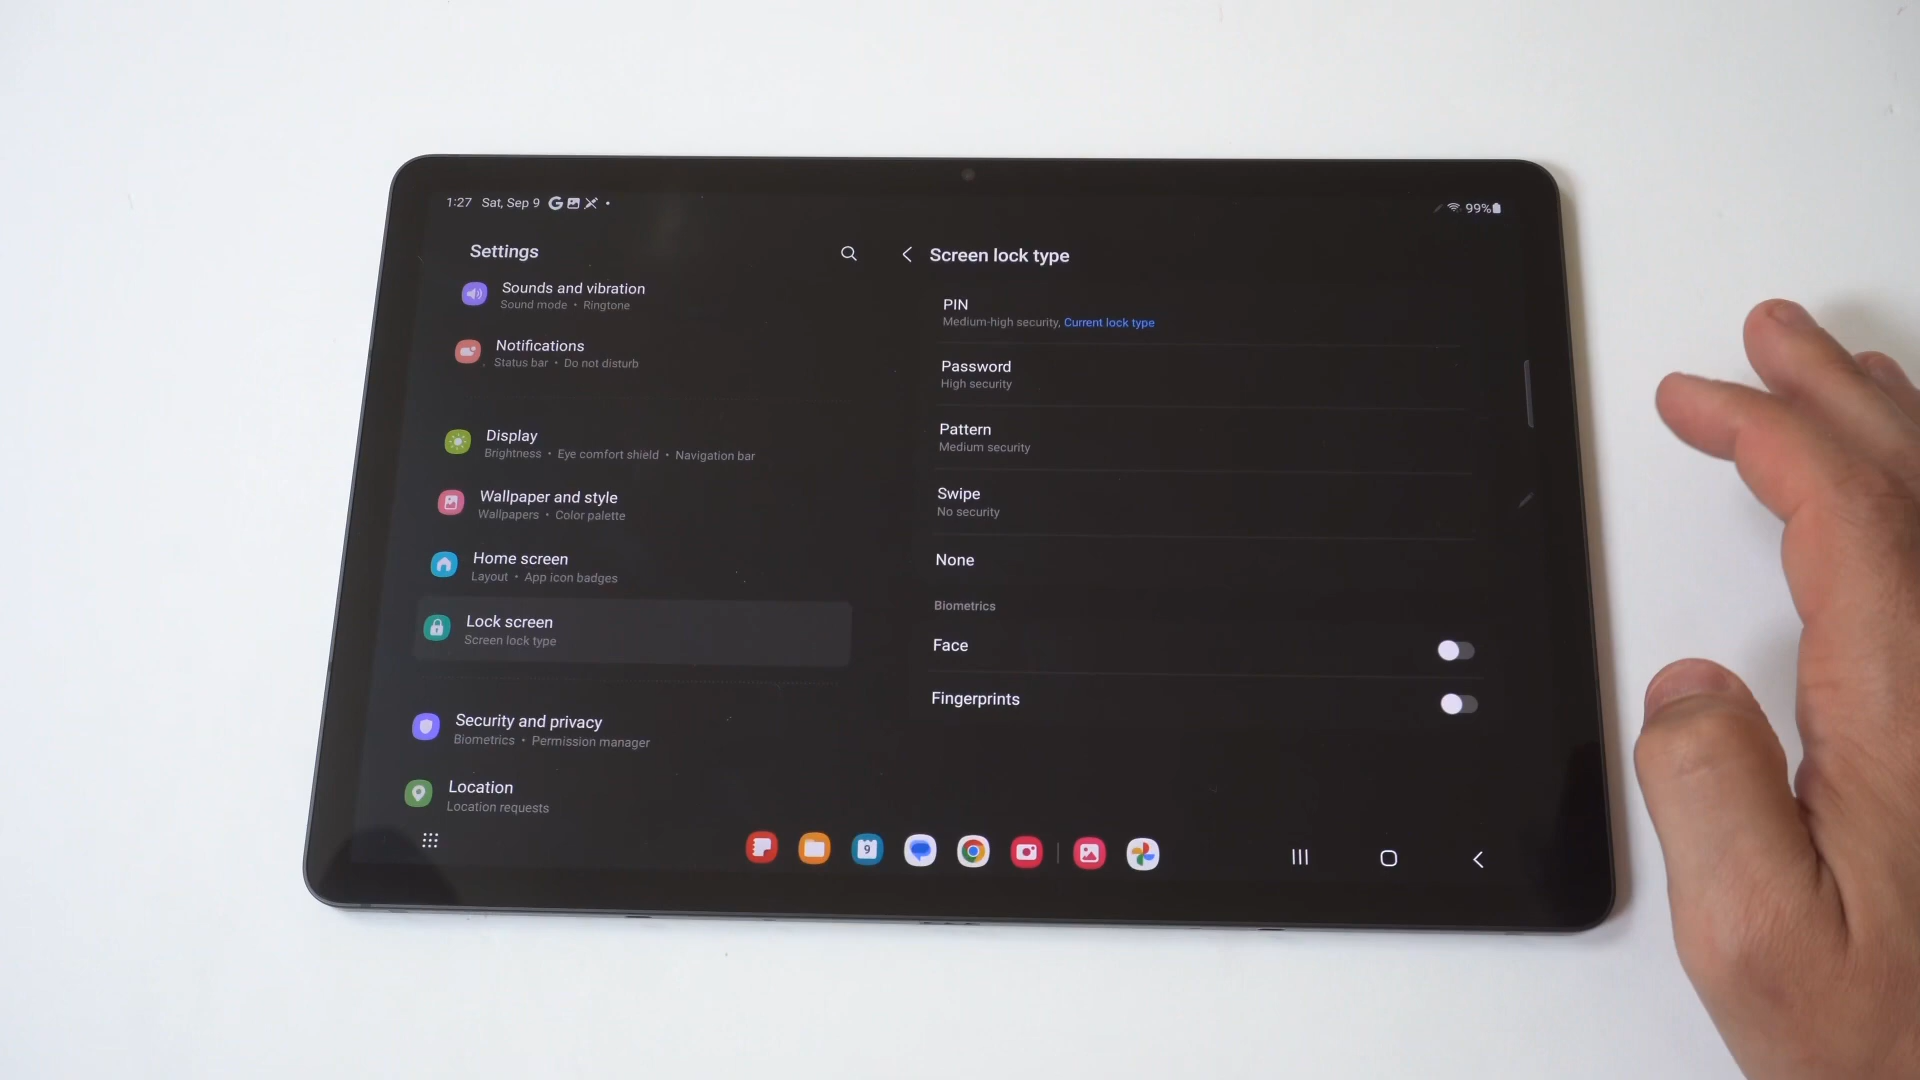 1:27 Sat, Sep 9
99%
Settings
Sounds and vibration
Sound mode • Ringtone
Notifications
Status bar • Do not disturb
Display
Brightness • Eye comfort shield • Navigation bar
Wallpaper and style
Wallpapers • Color palette
Home screen
Layout • App icon badges
Lock screen
Screen lock type
Security and privacy
Biometrics • Permission manager
Location
Location requests
Screen lock type
PIN
Medium-high security, Current lock type
Password
High security
Pattern
Medium security
Swipe
No security
None
Biometrics
Face
Fingerprints
9